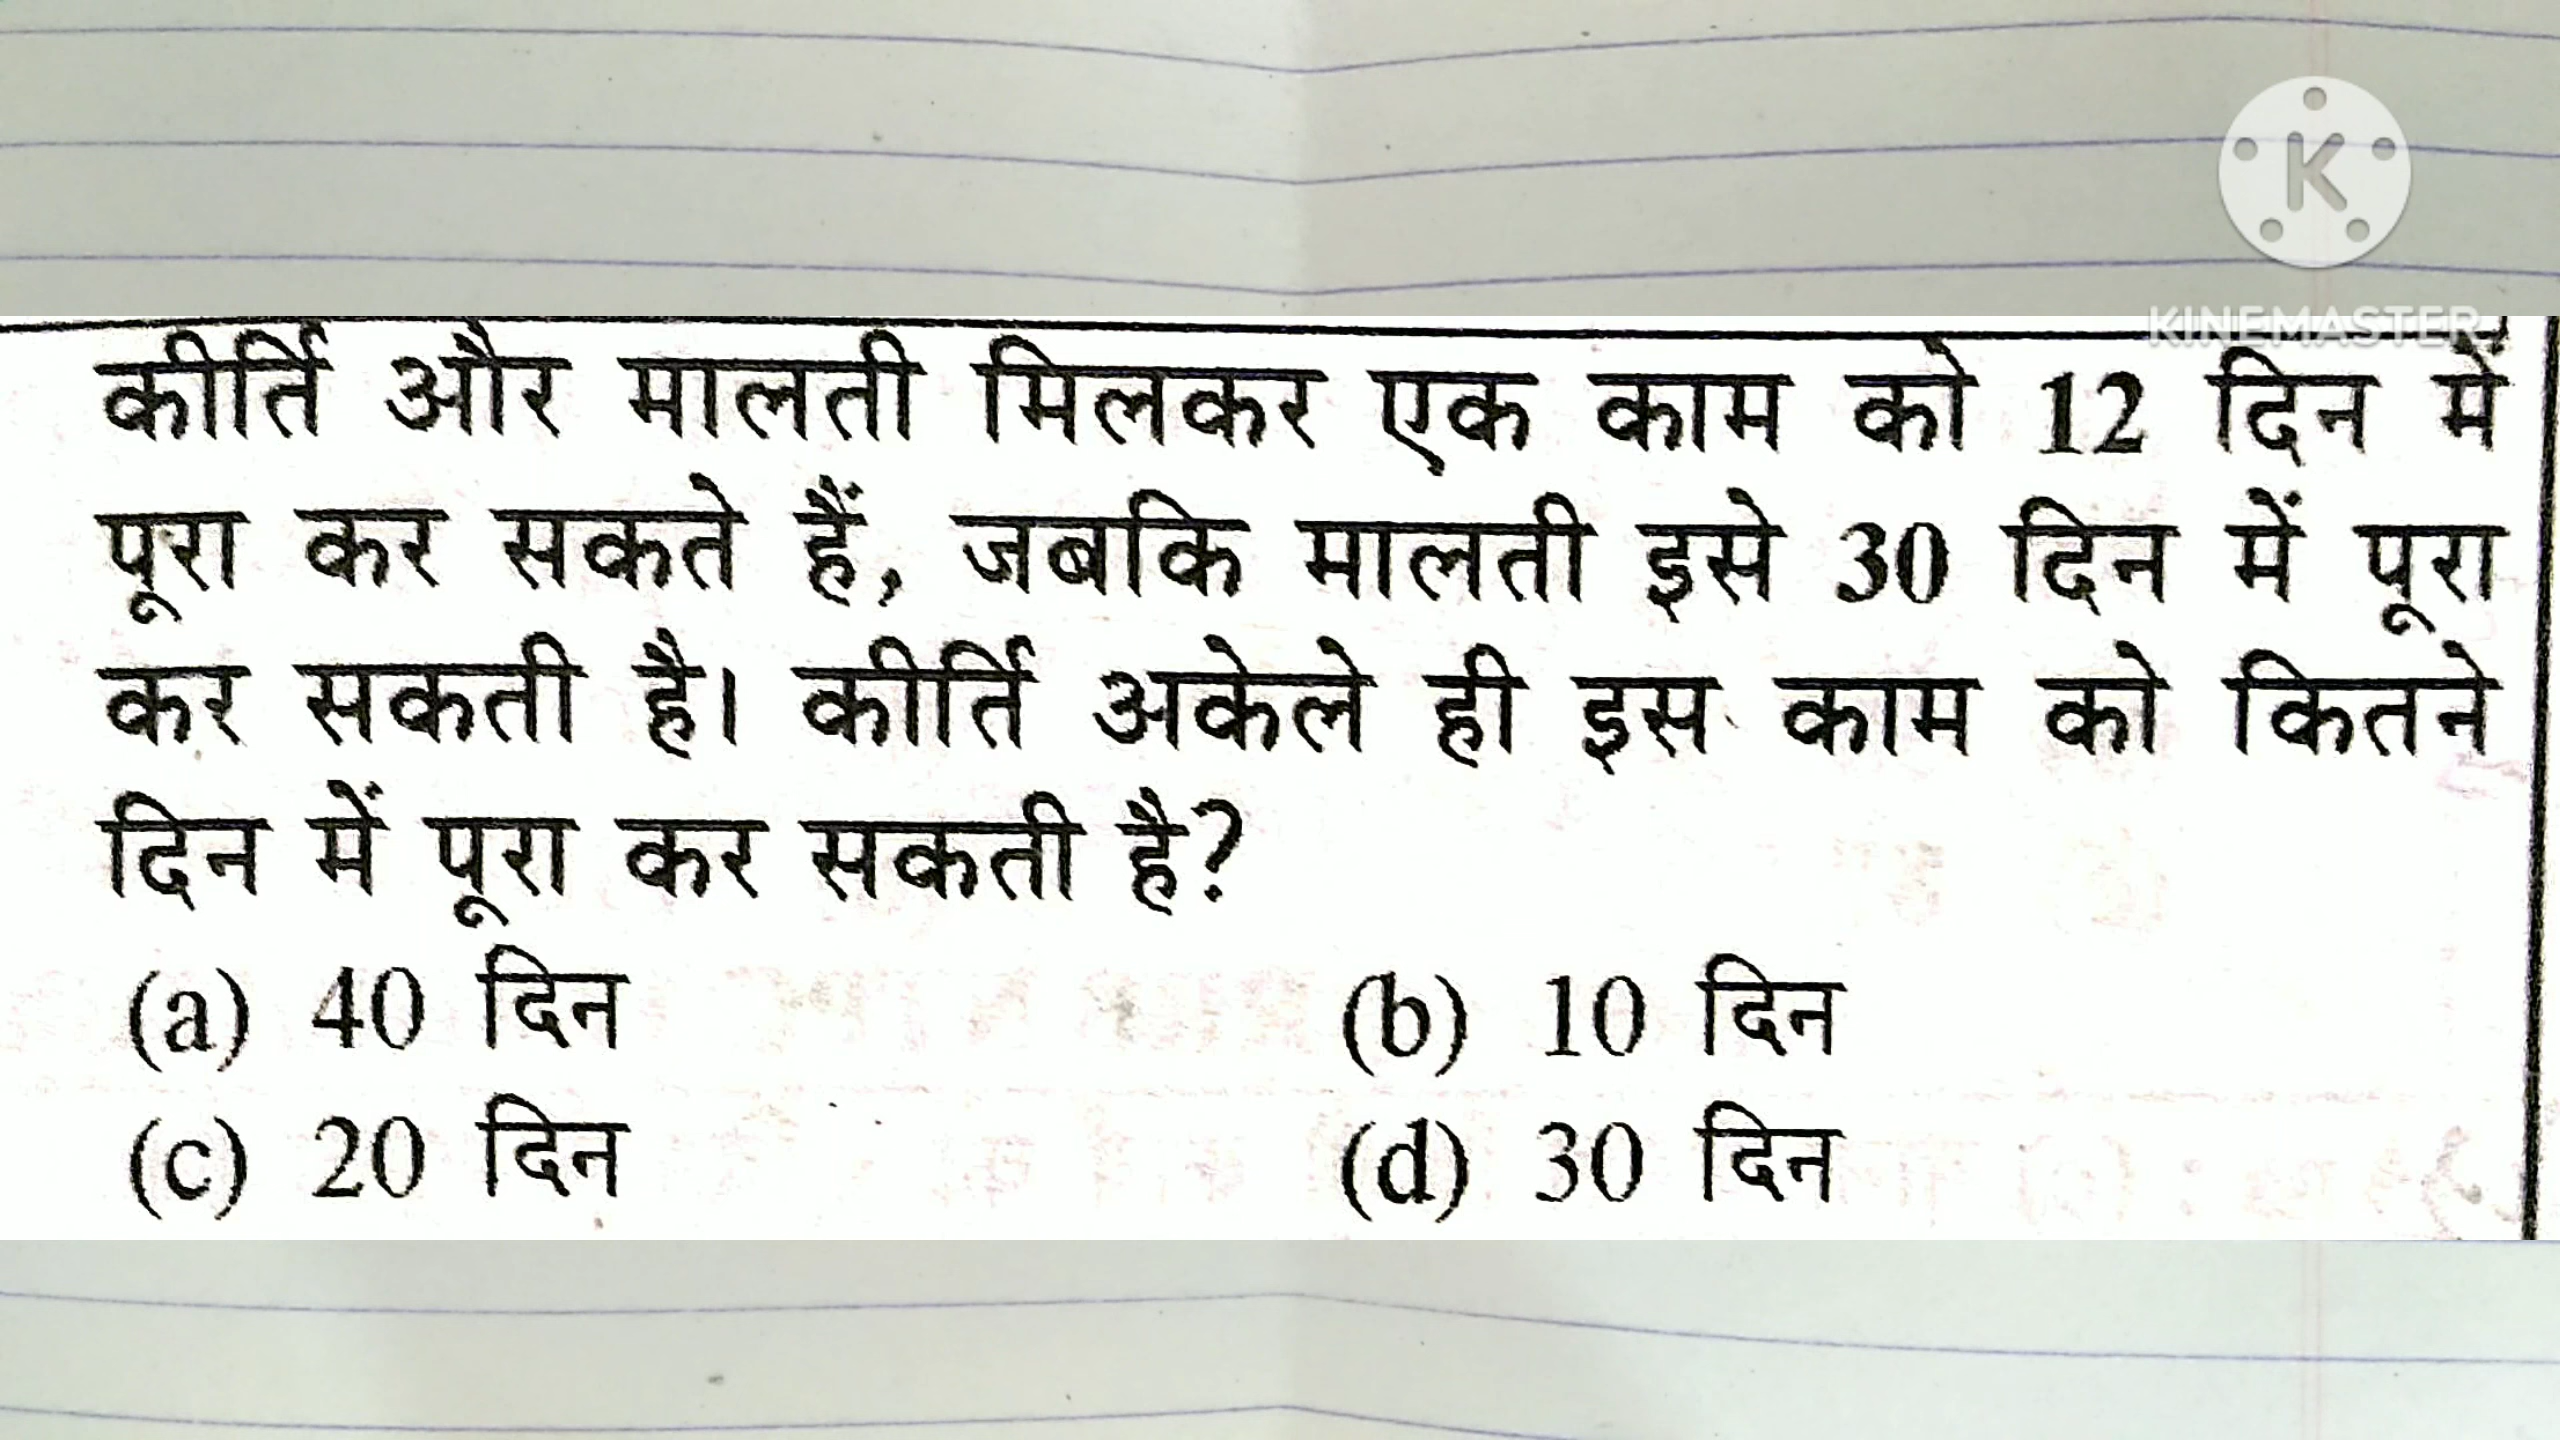 K
KINEMASTER
कीर्ति और मालती मिलकर एक काम को 12 दिन में
पूरा कर सकते हैं, जबकि मालती इसे 30 दिन में पूरा
कर सकती है। कीर्ति अकेले ही इस काम को कितने
दिन में पूरा कर सकती है?
(a) 40 दिन (b) 10 दिन
(c) 20 दिन (d) 30 दिन